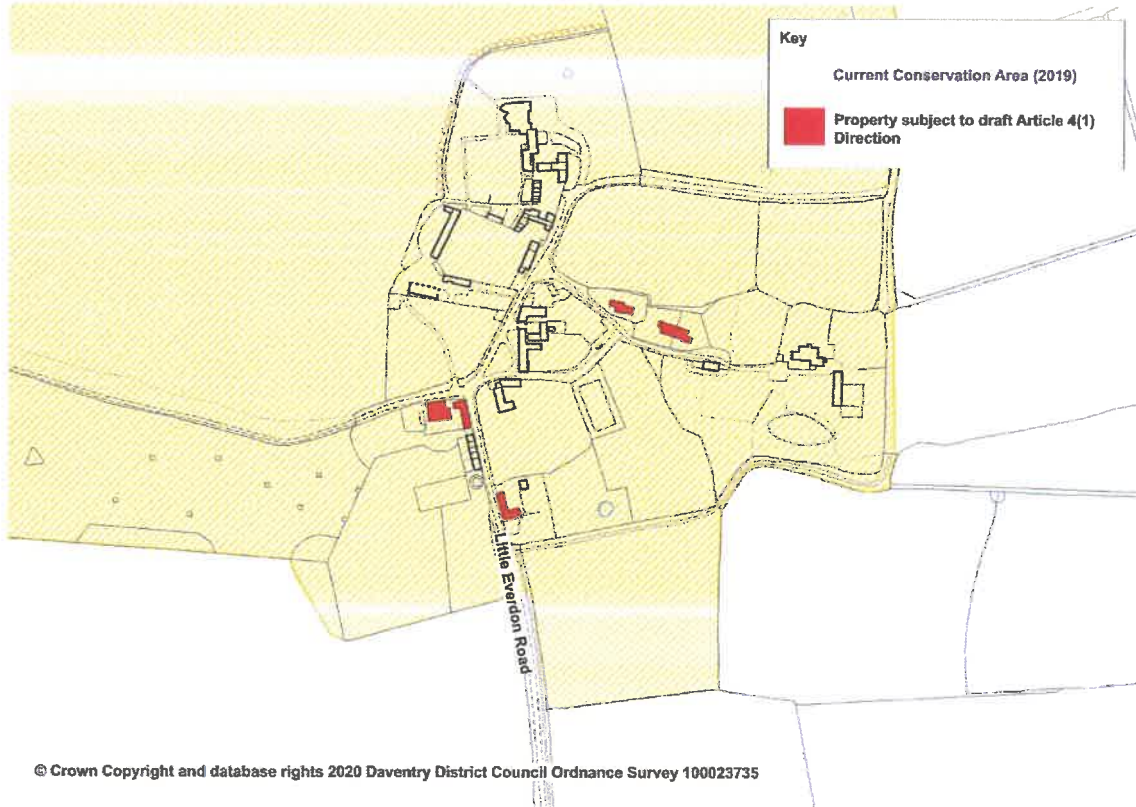 Key
Current Conservation Area (2019)
Property subject to draft Article 4(1)
Direction
Little Everdon Road
© Crown Copyright and database rights 2020 Daventry District Council Ordnance Survey 100023735